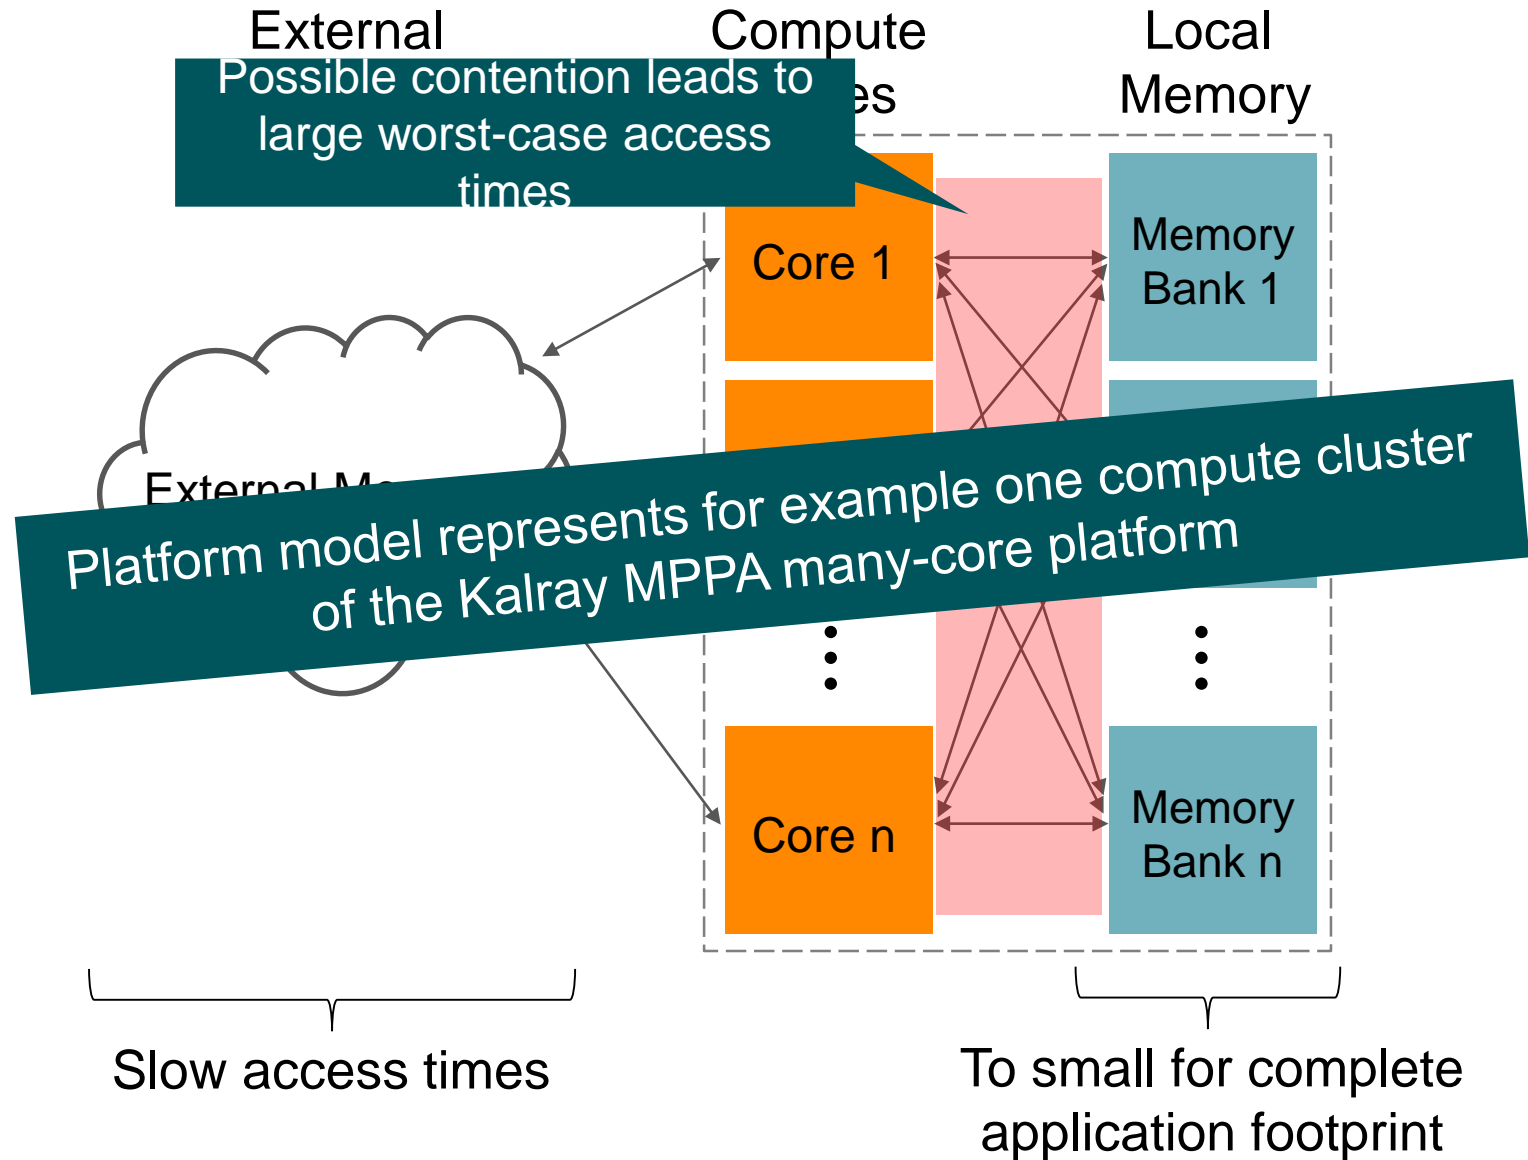 External
Compute
Local
Memory
Possible contention leads to
large worst-case access
times
Core 1
Memory
Bank 1
External
Platform model represents for example one compute cluster
of the Kalray MPPA many-core platform
Core n
Memory
Bank n
Slow access times
To small for complete
application footprint